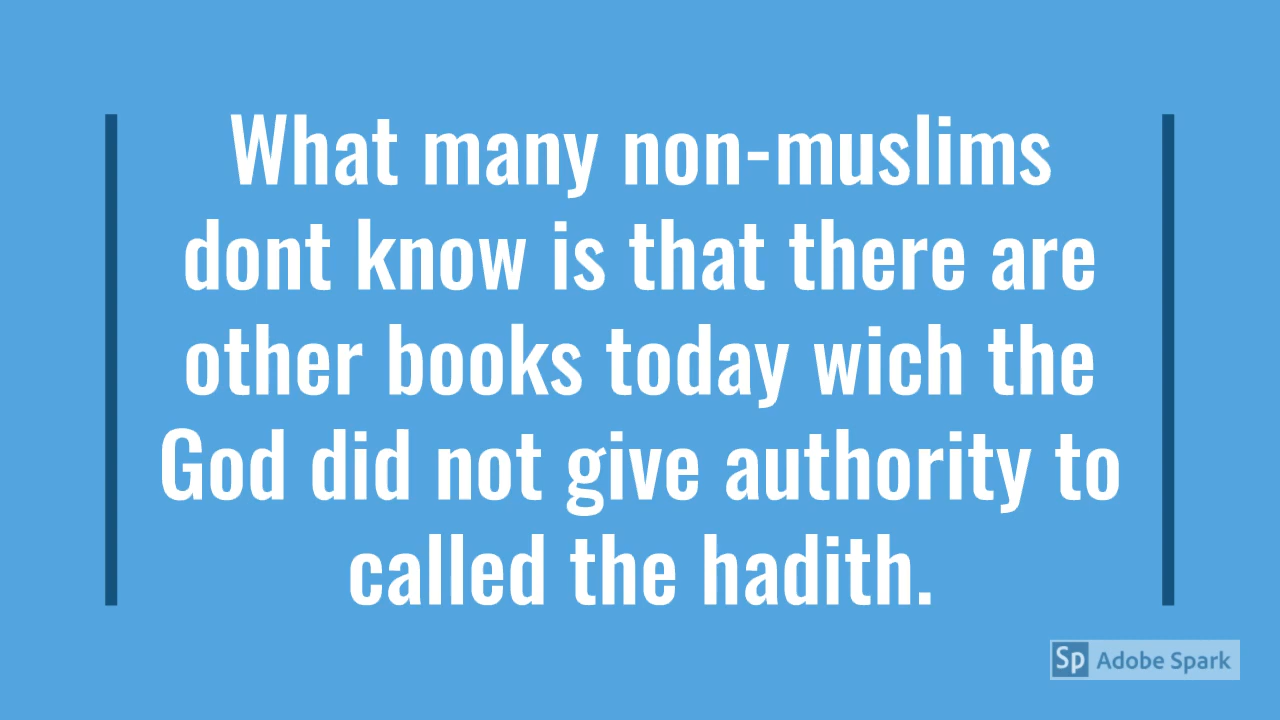 What many non-muslims
dont know is that there are
other books today wich the
God did not give authority to
called the hadith.
Sp Adobe Spark